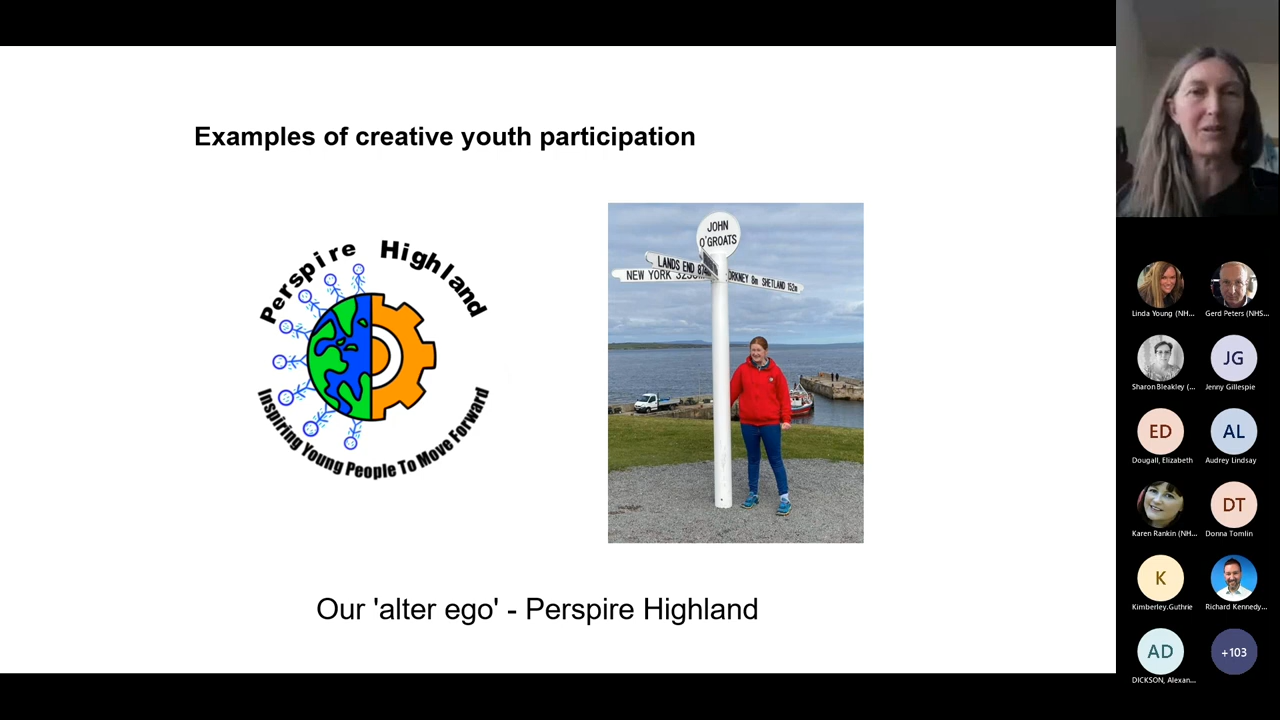 Examples of creative youth participation
Perspire Highland
Inspiring Young People To Move Forward
JOHN
O'GROATS
LANDS END
NEW YORK
ORKNEY 8m SHETLAND 152m
Our 'alter ego' - Perspire Highland
Linda Young (NH...
Gerd Peters (NHS...
Sharon Bleakley (...
JG
Jenny Gillespie
ED
Dougall, Elizabeth
AL
Audrey Lindsay
Karen Rankin (NH...
DT
Donna Tomlin
K
Kimberley.Guthrie
Richard Kennedy...
AD
DICKSON, Alexan...
+103